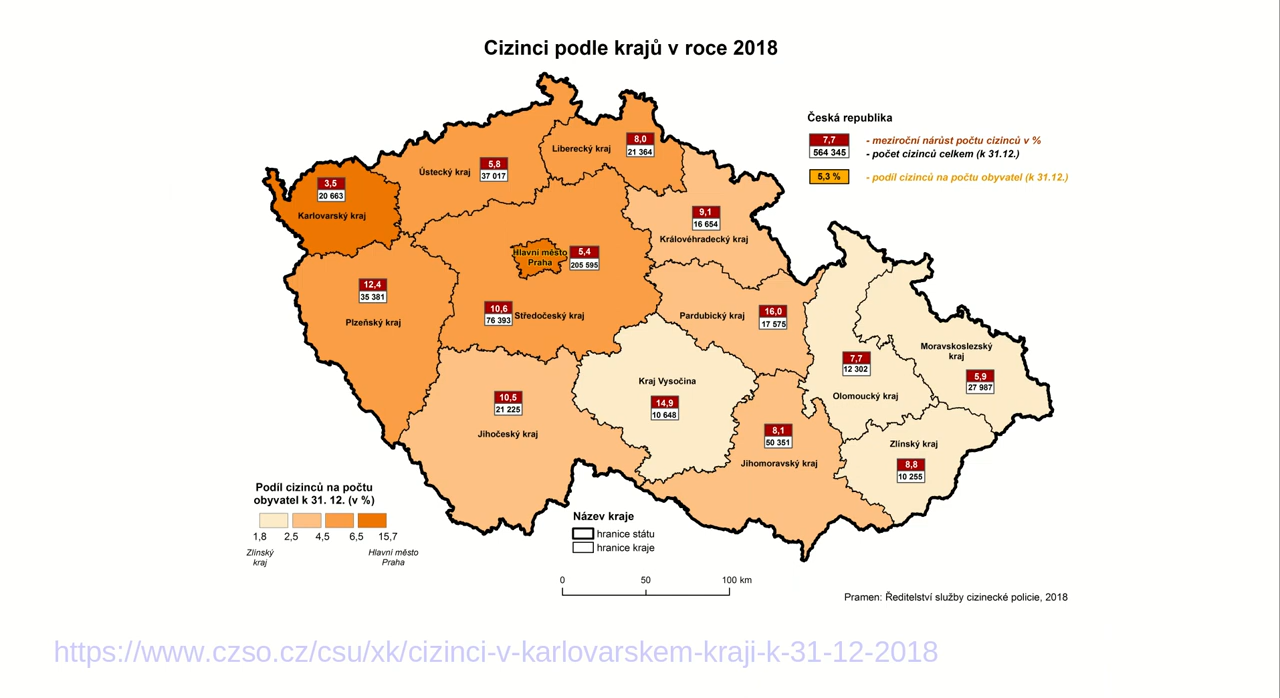 Cizinci podle krajů v roce 2018
Česká republika
7,7
564 345
- meziroční nárůst počtu cizinců v %
- počet cizinců celkem (k 31.12.)
5,3 %
- podíl cizinců na počtu obyvatel (k 31.12.)
Liberecký kraj
8,0
21 364
Ústecký kraj
5,8
37 017
3,5
20 663
Karlovarský kraj
9,1
16 654
Královéhradecký kraj
Hlavní město
Praha
5,4
205 595
12,4
35 381
Plzeňský kraj
10,6
76 393
Středočeský kraj
Pardubický kraj
16,0
17 575
Moravskoslezský
kraj
5,9
27 987
7,7
12 302
Olomoucký kraj
Kraj Vysočina
14,9
10 648
10,5
21 225
Jihočeský kraj
8,1
50 351
Jihomoravský kraj
Zlínský kraj
8,8
10 255
Podíl cizinců na počtu
obyvatel k 31. 12. (v %)
1,8 2,5 4,5 6,5 15,7
Zlínský
kraj
Hlavní město
Praha
Název kraje
hranice státu
hranice kraje
0 50 100 km
Pramen: Ředitelství služby cizinecké policie, 2018
https://www.czso.cz/csu/xk/cizinci-v-karlovarskem-kraji-k-31-12-2018